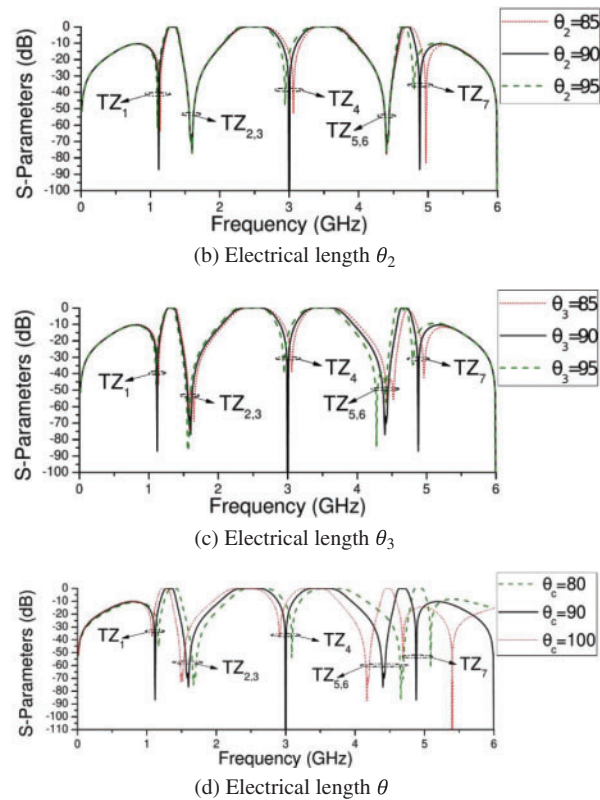 0
-10
-20
-30
-40
-50
-60
-70
-80
-90
-100
S-Parameters (dB)
TZ1
TZ2,3
TZ4
TZ5,6
TZ7
θ2=85
θ2=90
θ2=95
0 1 2 3 4 5 6
Frequency (GHz)
(b) Electrical length θ2
0
-10
-20
-30
-40
-50
-60
-70
-80
-90
-100
S-Parameters (dB)
TZ1
TZ2,3
TZ4
TZ5,6
TZ7
θ3=85
θ3=90
θ3=95
0 1 2 3 4 5 6
Frequency (GHz)
(c) Electrical length θ3
0
-10
-20
-30
-40
-50
-60
-70
-80
-90
-100
-110
S-Parameters (dB)
TZ1
TZ2,3
TZ4
TZ5,6
TZ7
θc=80
θc=90
θc=100
0 1 2 3 4 5 6
Frequency (GHz)
(d) Electrical length θ